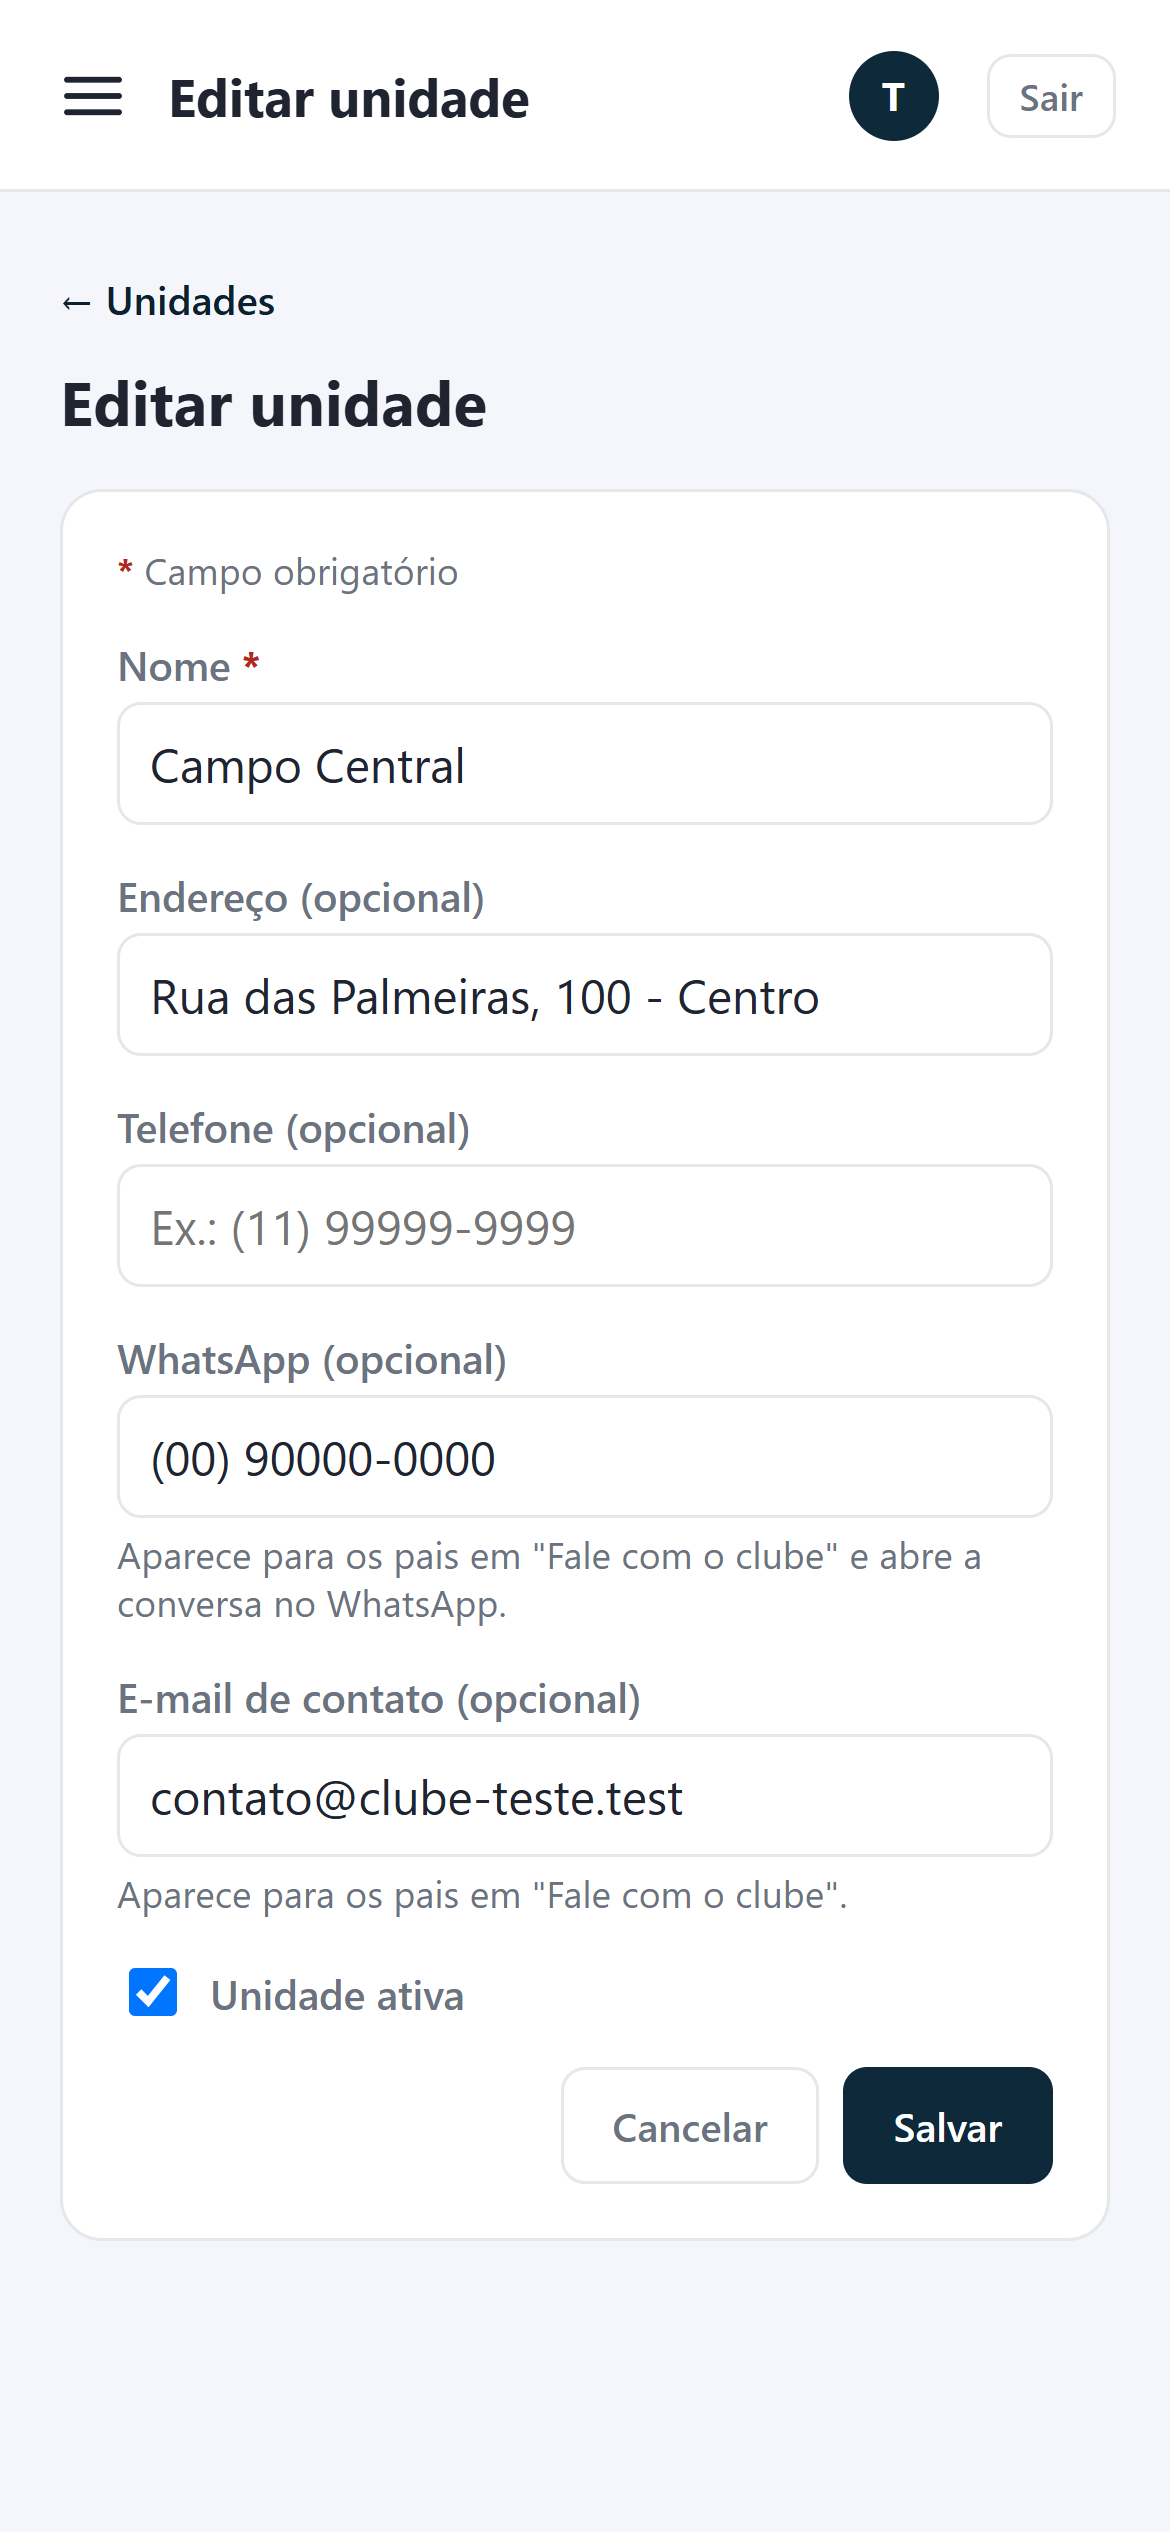 Editar unidade
T
Sair
← Unidades
Editar unidade
* Campo obrigatório
Nome *
Campo Central
Endereço (opcional)
Rua das Palmeiras, 100 - Centro
Telefone (opcional)
Ex.: (11) 99999-9999
WhatsApp (opcional)
(00) 90000-0000
Aparece para os pais em "Fale com o clube" e abre a
conversa no WhatsApp.
E-mail de contato (opcional)
contato@clube-teste.test
Aparece para os pais em "Fale com o clube".
Unidade ativa
Cancelar
Salvar